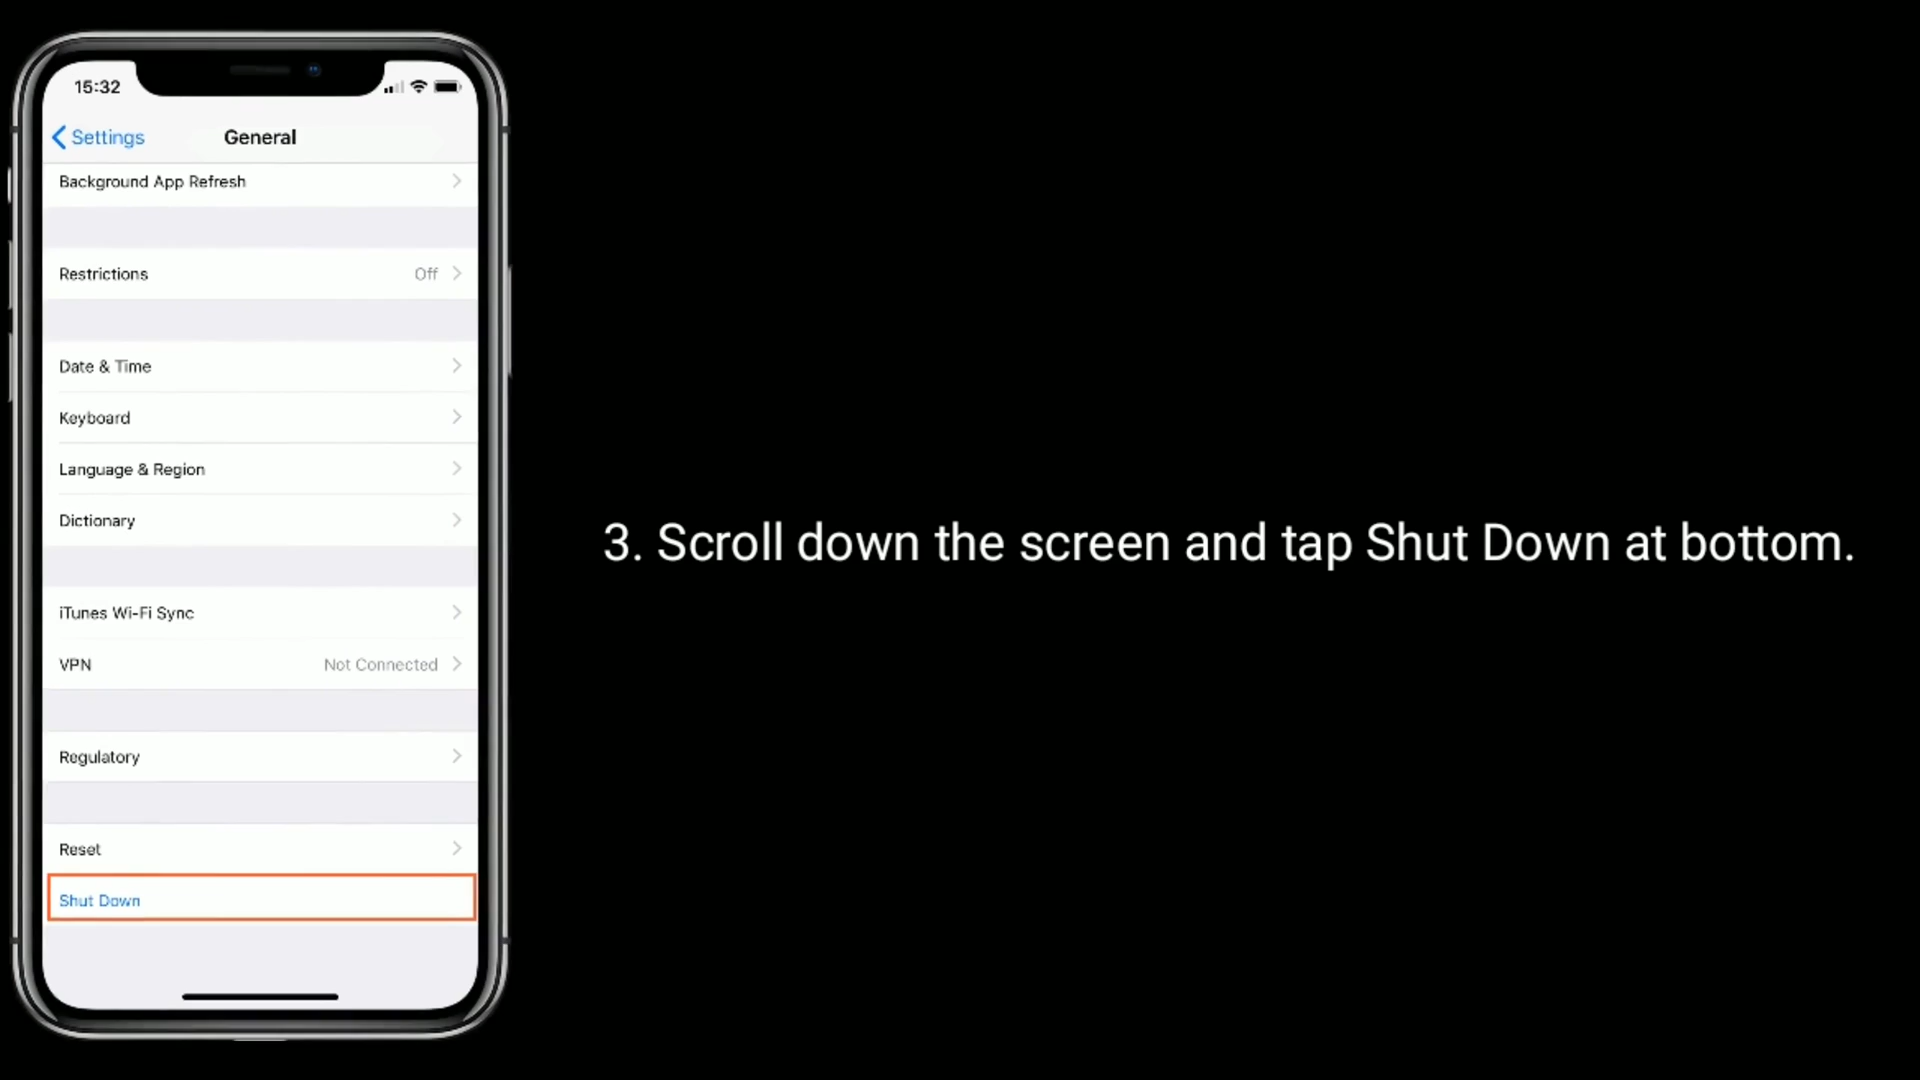 15:32
Settings
General
Background App Refresh
Restrictions Off
Date & Time
Keyboard
Language & Region
Dictionary
iTunes Wi-Fi Sync
VPN Not Connected
Regulatory
Reset
Shut Down
3. Scroll down the screen and tap Shut Down at bottom.